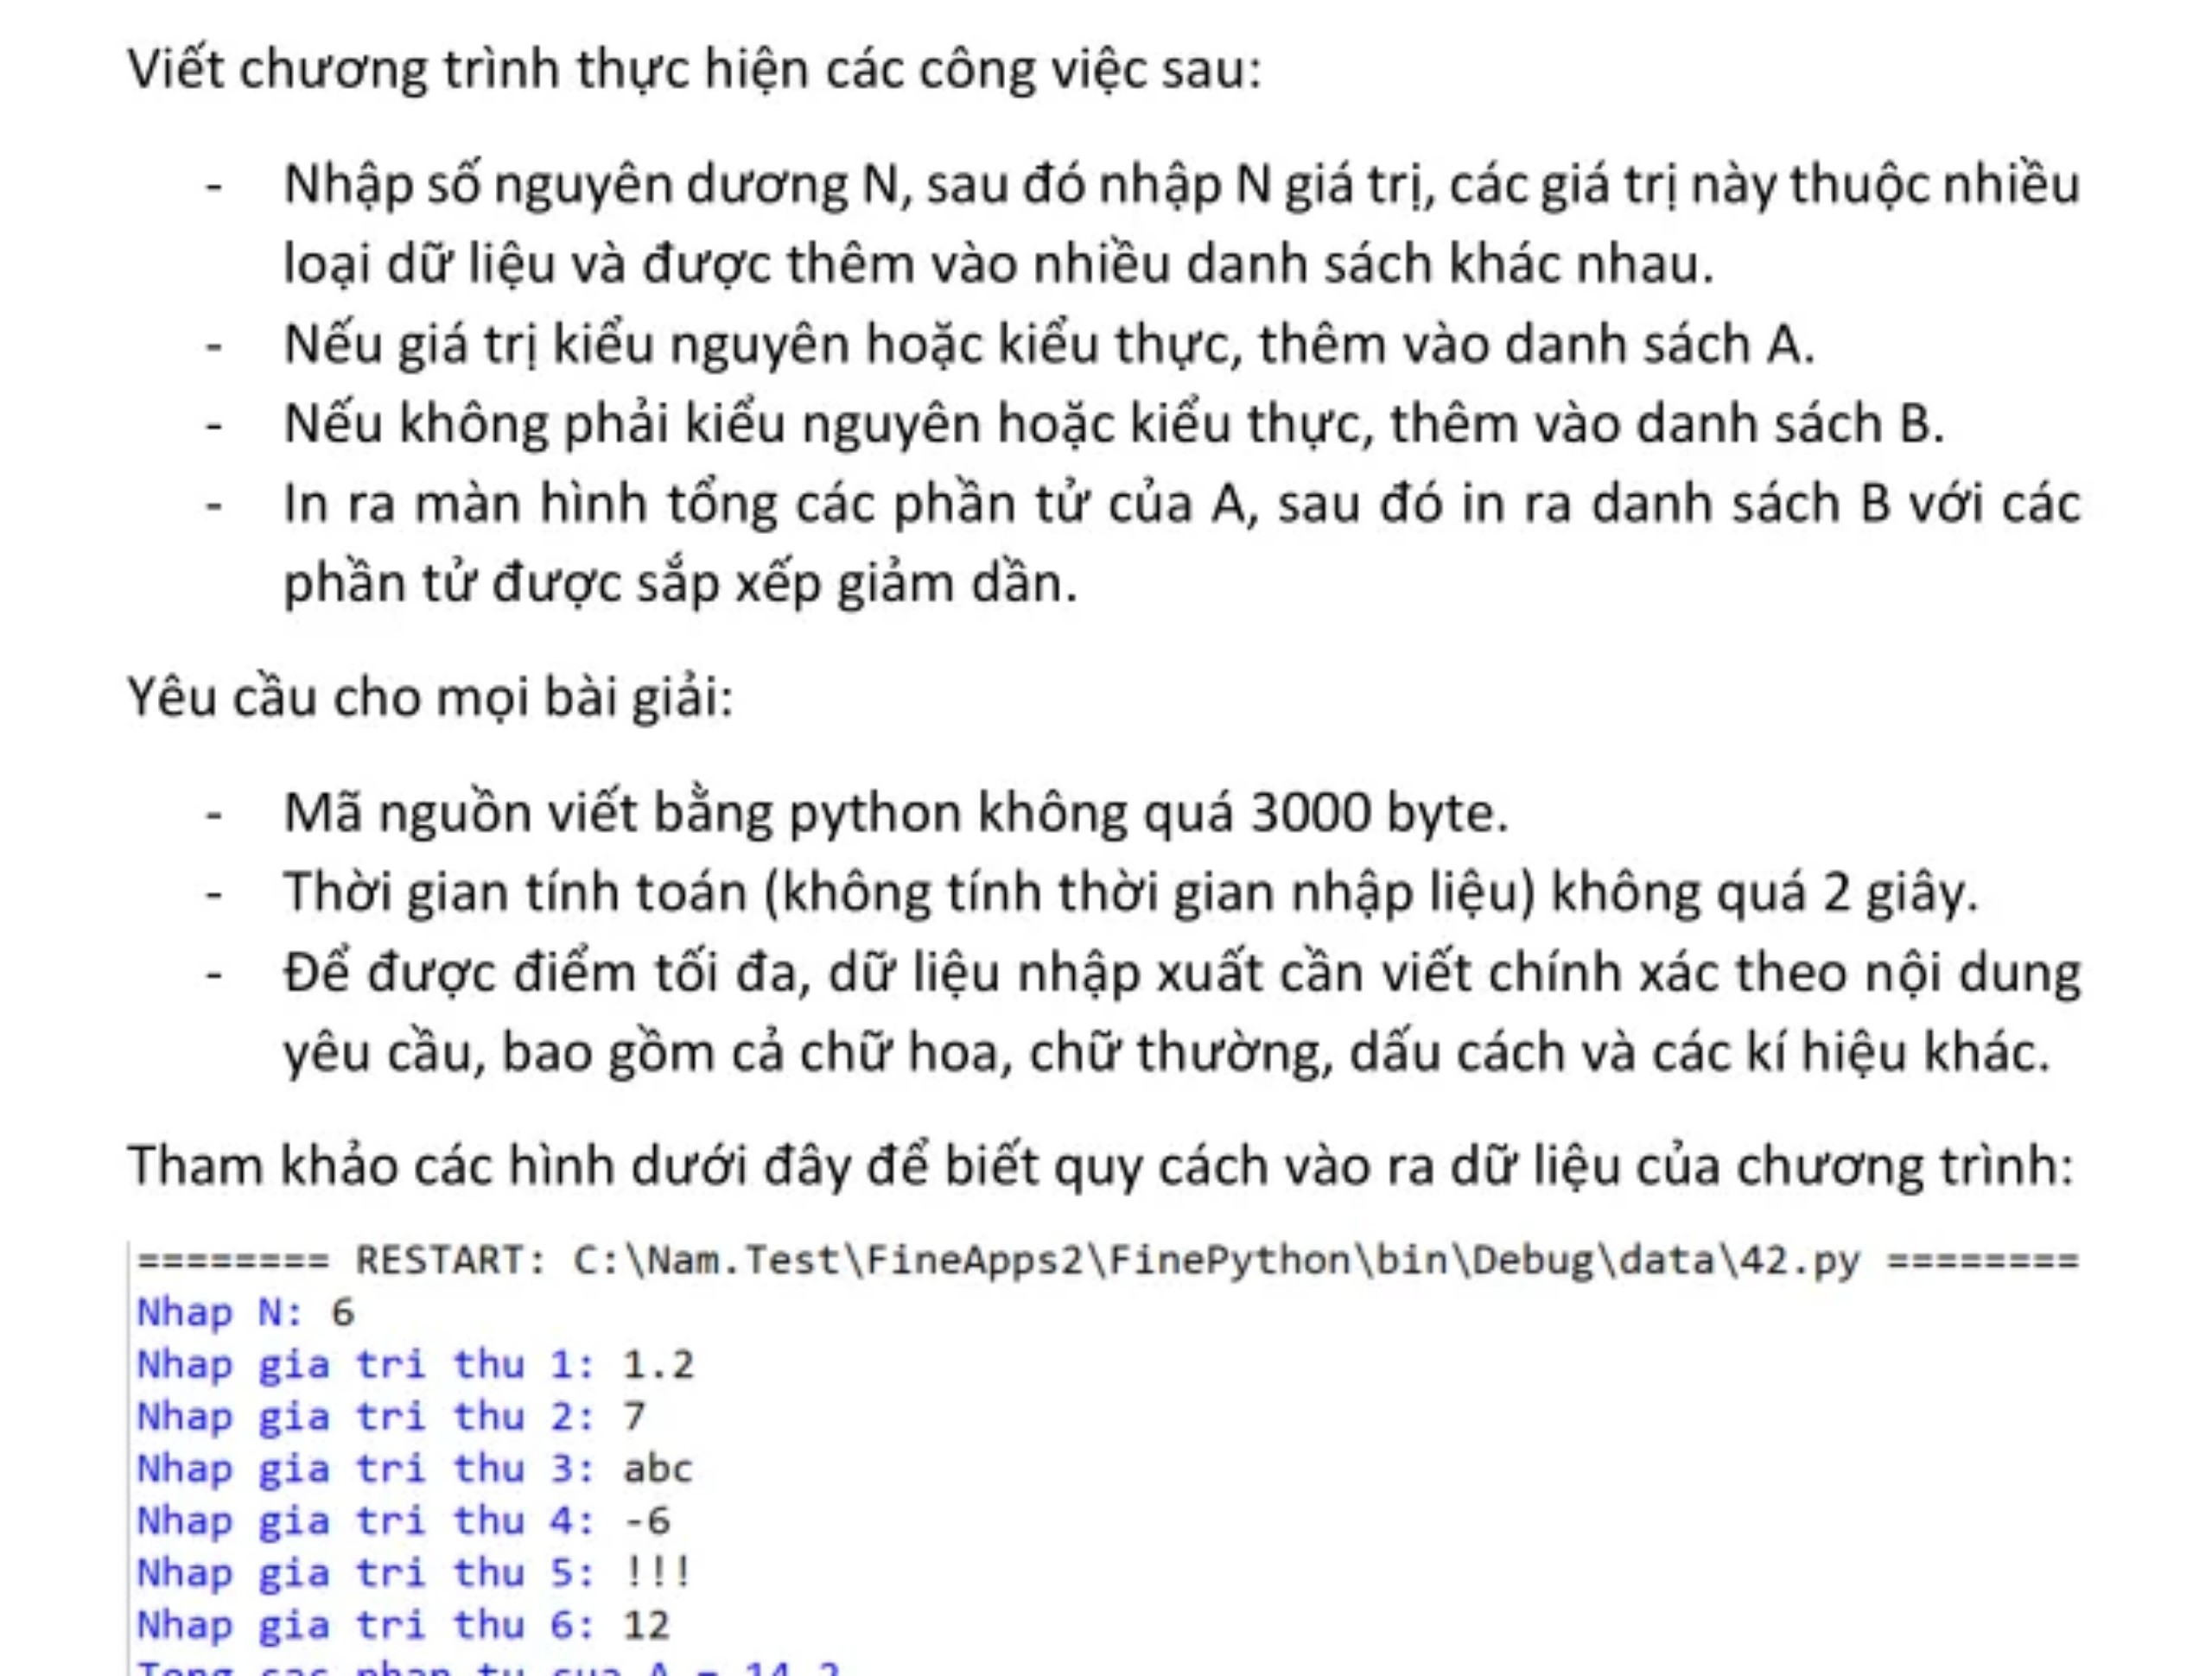 Viết chương trình thực hiện các công việc sau:
- Nhập số nguyên dương N, sau đó nhập N giá trị, các giá trị này thuộc nhiều
loại dữ liệu và được thêm vào nhiều danh sách khác nhau.
- Nếu giá trị kiểu nguyên hoặc kiểu thực, thêm vào danh sách A.
- Nếu không phải kiểu nguyên hoặc kiểu thực, thêm vào danh sách B.
- In ra màn hình tổng các phần tử của A, sau đó in ra danh sách B với các
phần tử được sắp xếp giảm dần.
Yêu cầu cho mọi bài giải:
- Mã nguồn viết bằng python không quá 3000 byte.
- Thời gian tính toán (không tính thời gian nhập liệu) không quá 2 giây.
- Để được điểm tối đa, dữ liệu nhập xuất cần viết chính xác theo nội dung
yêu cầu, bao gồm cả chữ hoa, chữ thường, dấu cách và các kí hiệu khác.
Tham khảo các hình dưới đây để biết quy cách vào ra dữ liệu của chương trình:
======== RESTART: C:\Nam.Test\FineApps2\FinePython\bin\Debug\data\42.py ========
Nhap N: 6
Nhap gia tri thu 1: 1.2
Nhap gia tri thu 2: 7
Nhap gia tri thu 3: abc
Nhap gia tri thu 4: -6
Nhap gia tri thu 5: !!!
Nhap gia tri thu 6: 12
Tong cac phan tu cua A = 14.2